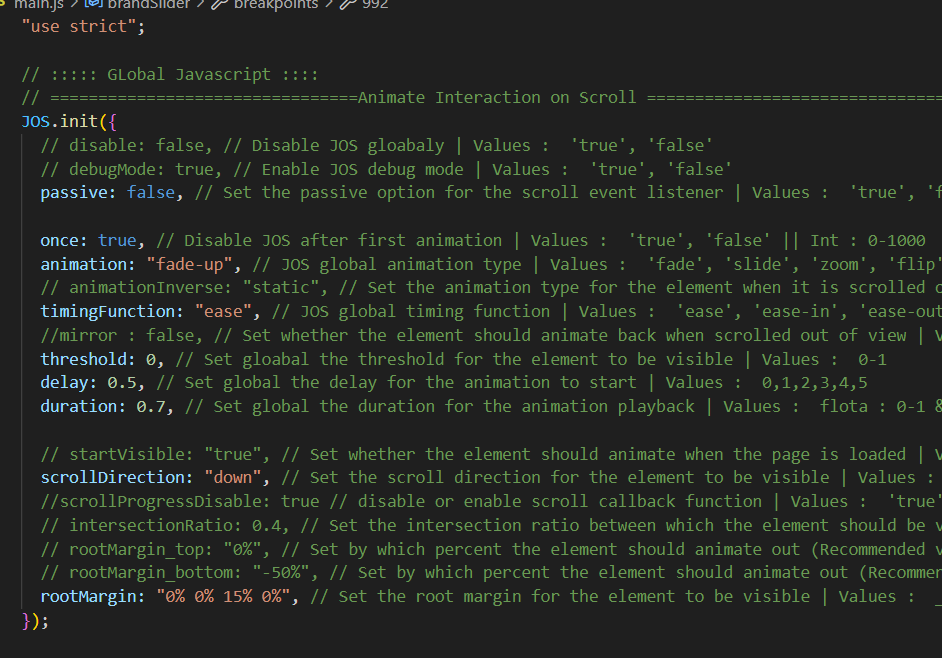 main.js > brandSlider > breakpoints > 992
"use strict";
// ::::: GLobal Javascript ::::
// ================================Animate Interaction on Scroll ===============================
JOS.init({
// disable: false, // Disable JOS gloabaly | Values :  'true', 'false'
// debugMode: true, // Enable JOS debug mode | Values :  'true', 'false'
passive: false, // Set the passive option for the scroll event listener | Values :  'true', 'f
once: true, // Disable JOS after first animation | Values :  'true', 'false' || Int : 0-1000
animation: "fade-up", // JOS global animation type | Values :  'fade', 'slide', 'zoom', 'flip'
// animationInverse: "static", // Set the animation type for the element when it is scrolled o
timingFunction: "ease", // JOS global timing function | Values :  'ease', 'ease-in', 'ease-out
//mirror : false, // Set whether the element should animate back when scrolled out of view | V
threshold: 0, // Set gloabal the threshold for the element to be visible | Values :  0-1
delay: 0.5, // Set global the delay for the animation to start | Values :  0,1,2,3,4,5
duration: 0.7, // Set global the duration for the animation playback | Values :  flota : 0-1 &
// startVisible: "true", // Set whether the element should animate when the page is loaded | V
scrollDirection: "down", // Set the scroll direction for the element to be visible | Values :
//scrollProgressDisable: true // disable or enable scroll callback function | Values :  'true'
// intersectionRatio: 0.4, // Set the intersection ratio between which the element should be v
// rootMargin_top: "0%", // Set by which percent the element should animate out (Recommended v
// rootMargin_bottom: "-50%", // Set by which percent the element should animate out (Recommen
rootMargin: "0% 0% 15% 0%", // Set the root margin for the element to be visible | Values :  _
});